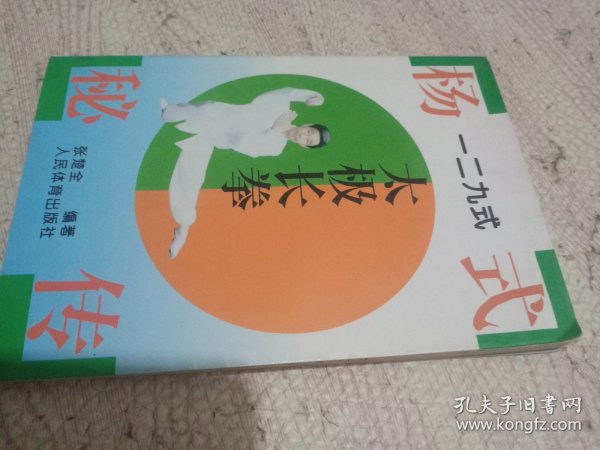 杨式
秘传
一二九式
太极长拳
张楚全 编著
人民体育出版社
孔夫子旧书网
www.kongfz.com